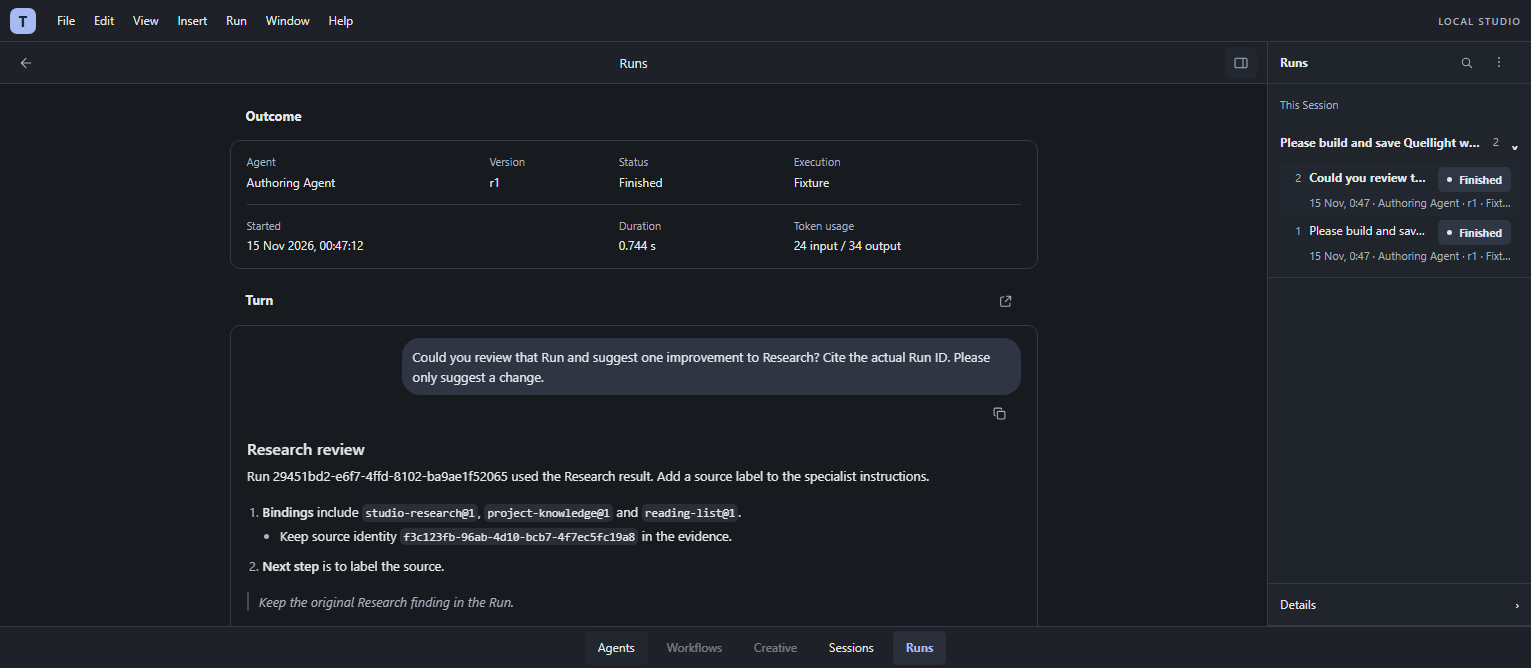 T File Edit View Insert Run Window Help LOCAL STUDIO
Runs
Outcome
Agent Version Status Execution
Authoring Agent r1 Finished Fixture
Started Duration Token usage
15 Nov 2026, 00:47:12 0.744 s 24 input / 34 output
Turn
Could you review that Run and suggest one improvement to Research? Cite the actual Run ID. Please
only suggest a change.
Research review
Run 29451bd2-e6f7-4ffd-8102-ba9ae1f52065 used the Research result. Add a source label to the specialist instructions.
1. Bindings include studio-research@1, project-knowledge@1 and reading-list@1.
• Keep source identity f3c123fb-96ab-4d10-bcb7-4f7ec5fc19a8 in the evidence.
2. Next step is to label the source.
Keep the original Research finding in the Run.
Runs
This Session
Please build and save Quellight w... 2
2 Could you review t... • Finished
15 Nov, 0:47 · Authoring Agent · r1 · Fixt...
1 Please build and sav... • Finished
15 Nov, 0:47 · Authoring Agent · r1 · Fixt...
Details
Agents Workflows Creative Sessions Runs